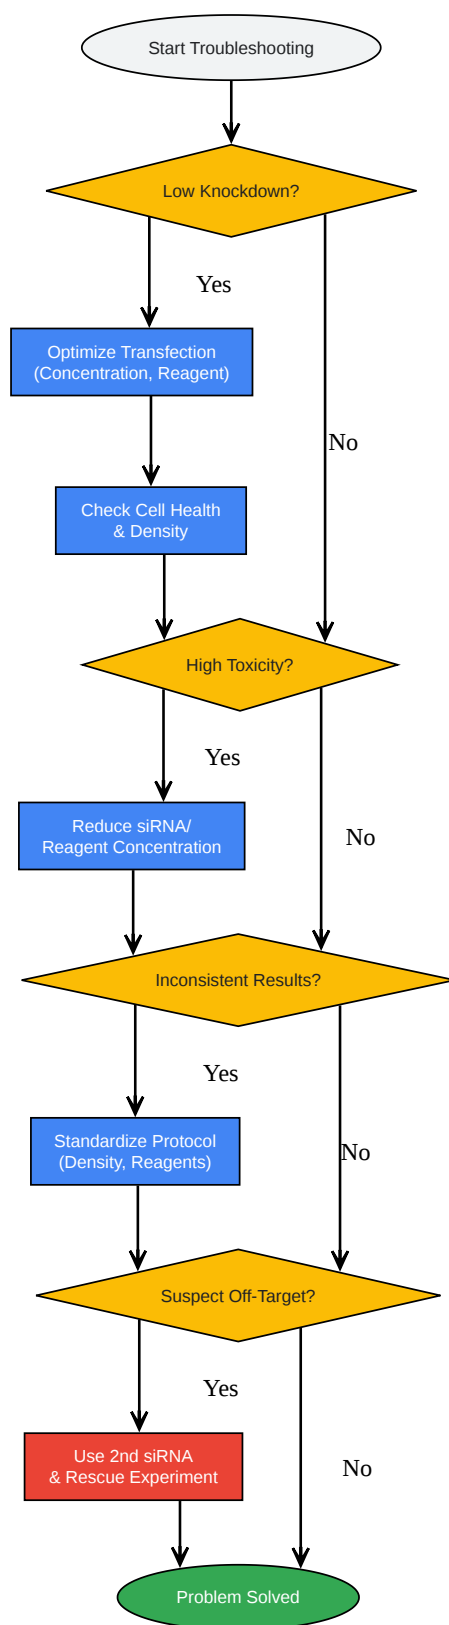 Start Troubleshooting
Low Knockdown?
Yes
Optimize Transfection
(Concentration, Reagent)
No
Check Cell Health
& Density
High Toxicity?
Yes
Reduce siRNA/
Reagent Concentration
No
Inconsistent Results?
Yes
Standardize Protocol
(Density, Reagents)
No
Suspect Off-Target?
Yes
Use 2nd siRNA
& Rescue Experiment
No
Problem Solved